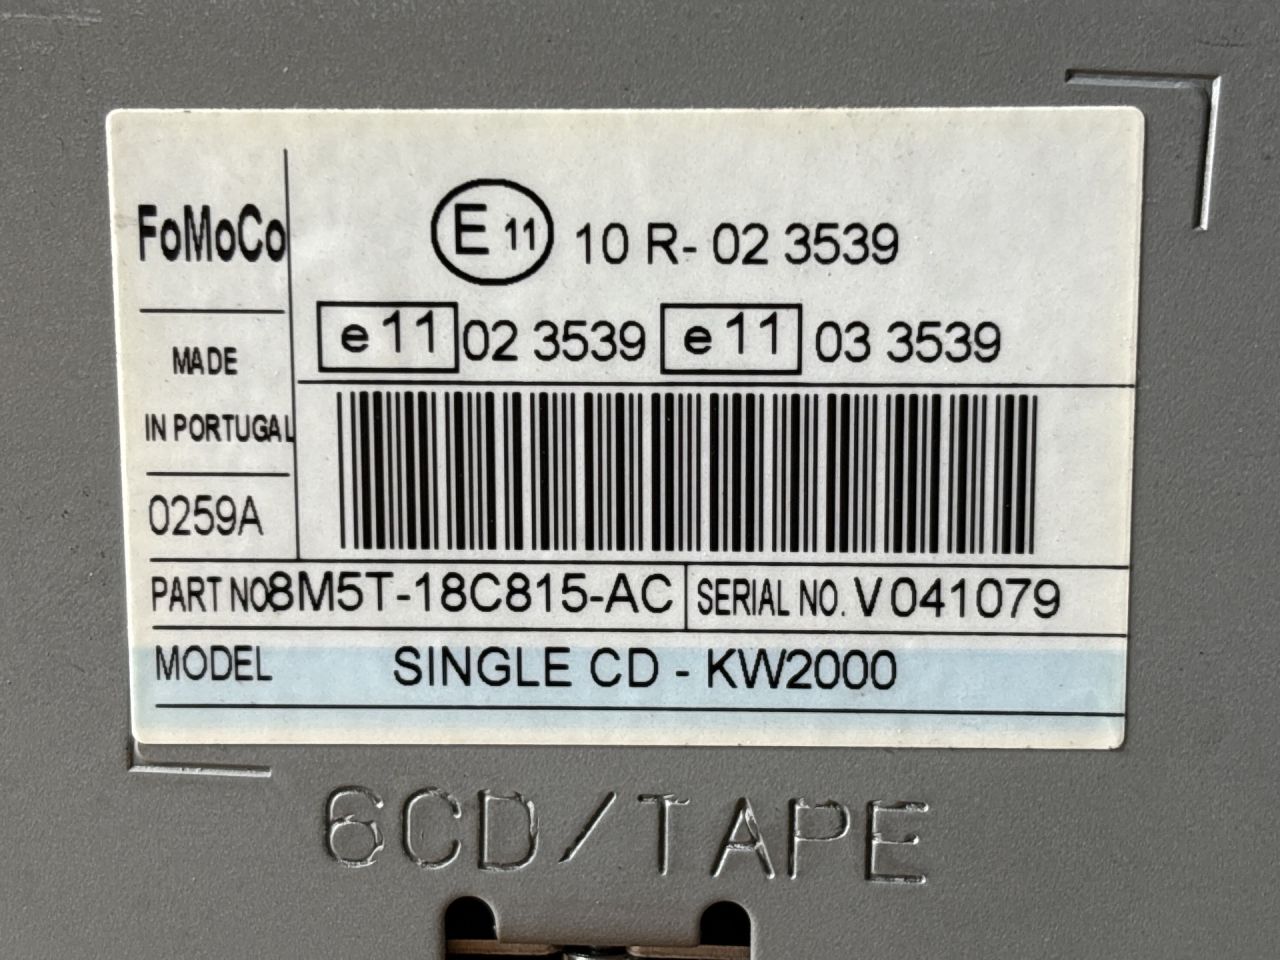 FoMoCo
E 11 10 R- 02 3539
e 11 02 3539 e 11 03 3539
MADE
IN PORTUGAL
0259A
PART NO 8M5T-18C815-AC SERIAL NO. V 041079
MODEL SINGLE CD - KW2000
6CD/TAPE